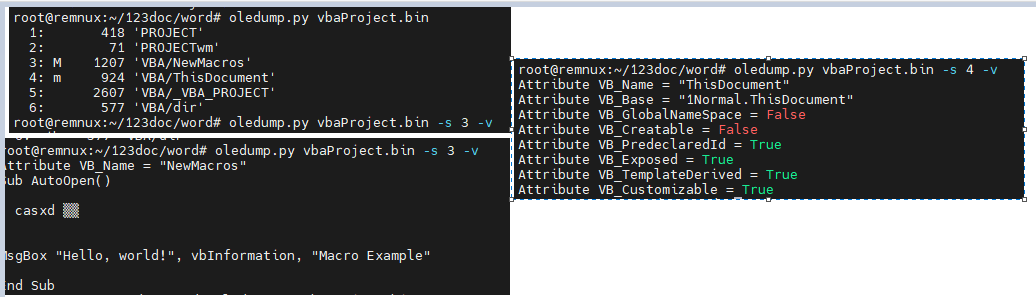 root@remnux:~/123doc/word# oledump.py vbaProject.bin
1: 418 'PROJECT'
2: 71 'PROJECTwm'
3: M 1207 'VBA/NewMacros'
4: m 924 'VBA/ThisDocument'
5: 2607 'VBA/_VBA_PROJECT'
6: 577 'VBA/dir'
root@remnux:~/123doc/word# oledump.py vbaProject.bin -s 3 -v
oot@remnux:~/123doc/word# oledump.py vbaProject.bin -s 3 -v
ttribute VB_Name = "NewMacros"
ub AutoOpen()
casxd ▒▒
sgBox "Hello, world!", vbInformation, "Macro Example"
nd Sub
root@remnux:~/123doc/word# oledump.py vbaProject.bin -s 4 -v
Attribute VB_Name = "ThisDocument"
Attribute VB_Base = "1Normal.ThisDocument"
Attribute VB_GlobalNameSpace = False
Attribute VB_Creatable = False
Attribute VB_PredeclaredId = True
Attribute VB_Exposed = True
Attribute VB_TemplateDerived = True
Attribute VB_Customizable = True